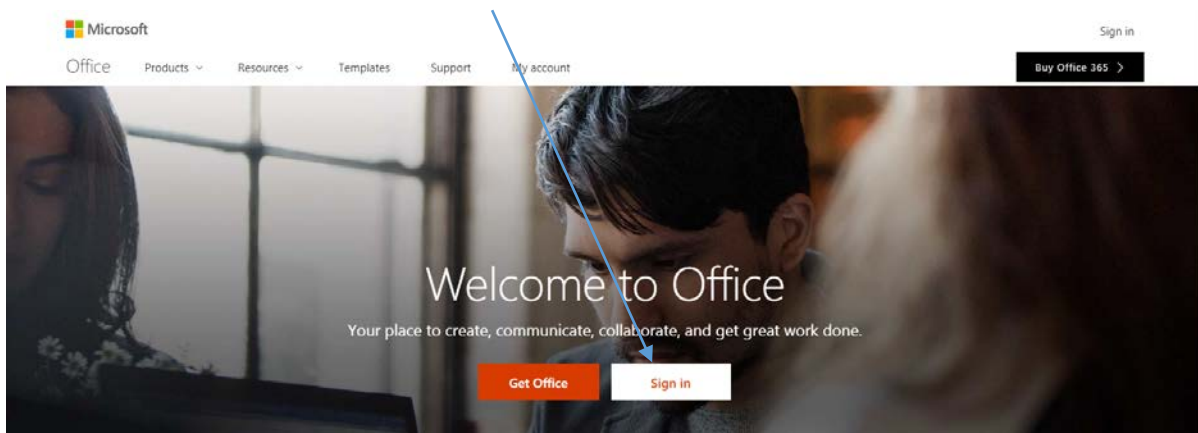 Microsoft
Sign in
Office Products Resources Templates Support My account
Buy Office 365 >
Welcome to Office
Your place to create, communicate, collaborate, and get great work done.
Get Office
Sign in